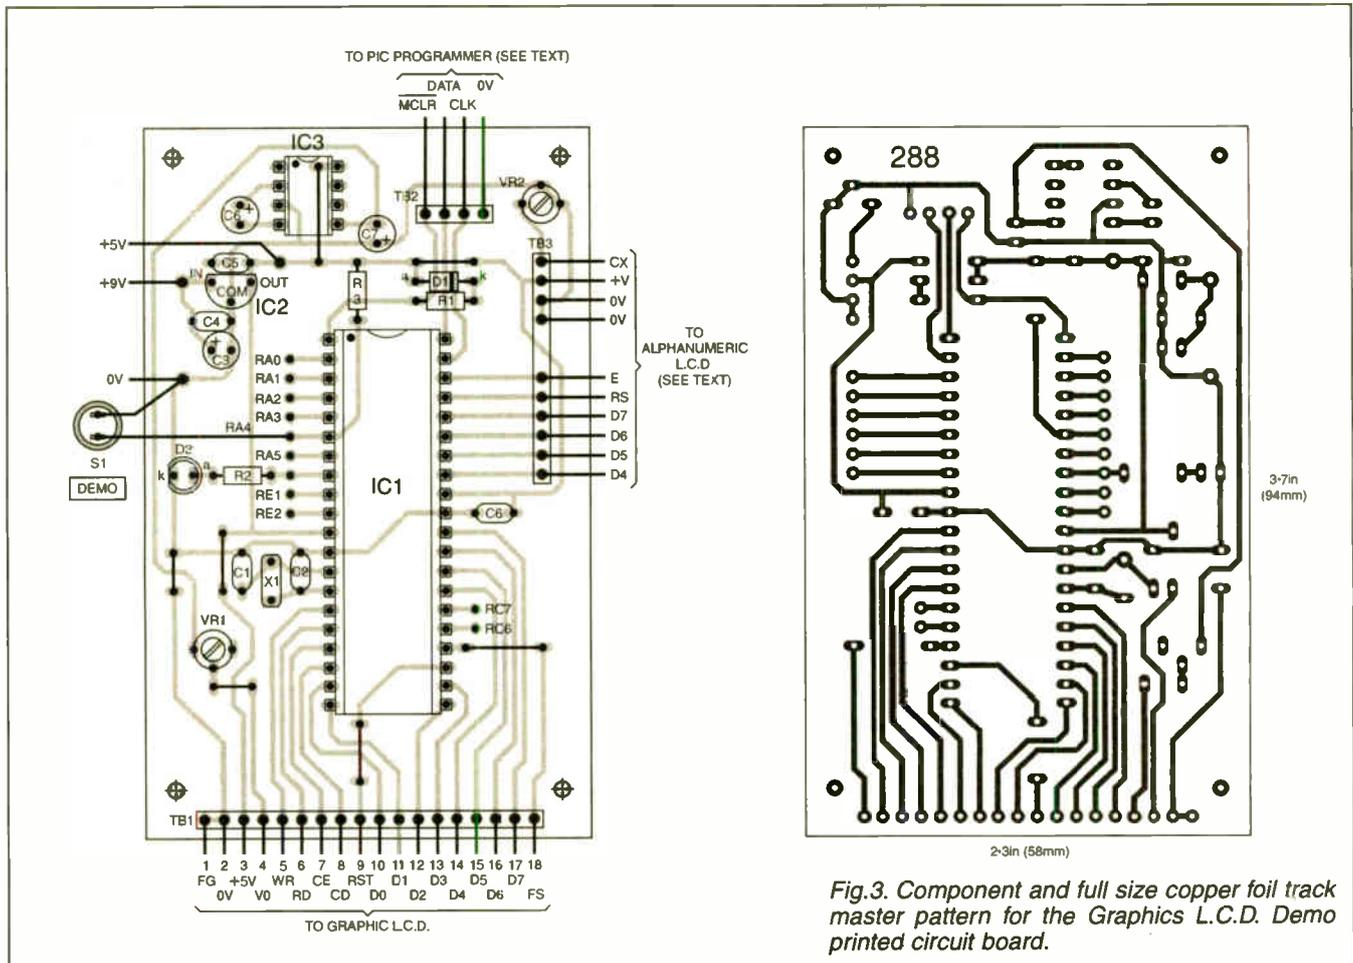 TO PIC PROGRAMMER (SEE TEXT)
DATA 0V
MCLR CLK
IC3
VR2
TB2
C6
C7
+5V
TB3
C5
IN
OUT
COM
+9V
IC2
C4
C3
R3
a D1 k
R1
CX
+V
0V
0V
TO
ALPHANUMERIC
L.C.D
(SEE TEXT)
E
RS
D7
D6
D5
D4
0V
RA0
RA1
RA2
RA3
RA4
RA5
RE1
RE2
S1
DEMO
D2
k a
R2
IC1
C6
C1
X1
C2
VR1
RC7
RC6
TB1
1 2 3 4 5 6 7 8 9 10 11 12 13 14 15 16 17 18
FG +5V WR CE RST D1 D3 D5 D7
0V V0 RD CD D0 D2 D4 D6 FS
TO GRAPHIC L.C.D.
288
3·7in
(94mm)
2·3in (58mm)
Fig.3. Component and full size copper foil track
master pattern for the Graphics L.C.D. Demo
printed circuit board.